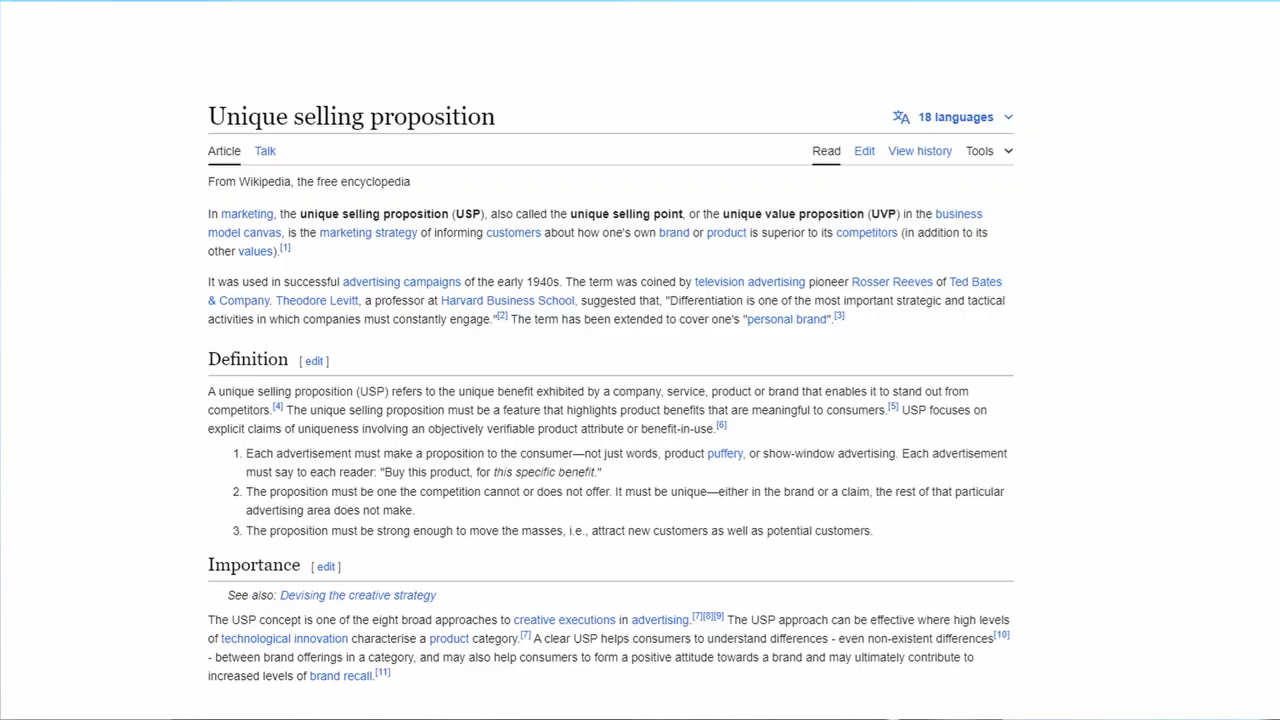 Unique selling proposition
18 languages
Article Talk
Read Edit View history Tools
From Wikipedia, the free encyclopedia
In marketing, the unique selling proposition (USP), also called the unique selling point, or the unique value proposition (UVP) in the business
model canvas, is the marketing strategy of informing customers about how one's own brand or product is superior to its competitors (in addition to its
other values).[1]
It was used in successful advertising campaigns of the early 1940s. The term was coined by television advertising pioneer Rosser Reeves of Ted Bates
& Company. Theodore Levitt, a professor at Harvard Business School, suggested that, "Differentiation is one of the most important strategic and tactical
activities in which companies must constantly engage."[2] The term has been extended to cover one's "personal brand".[3]
Definition [ edit ]
A unique selling proposition (USP) refers to the unique benefit exhibited by a company, service, product or brand that enables it to stand out from
competitors.[4] The unique selling proposition must be a feature that highlights product benefits that are meaningful to consumers.[5] USP focuses on
explicit claims of uniqueness involving an objectively verifiable product attribute or benefit-in-use.[6]
1. Each advertisement must make a proposition to the consumer—not just words, product puffery, or show-window advertising. Each advertisement
must say to each reader: "Buy this product, for this specific benefit."
2. The proposition must be one the competition cannot or does not offer. It must be unique—either in the brand or a claim, the rest of that particular
advertising area does not make.
3. The proposition must be strong enough to move the masses, i.e., attract new customers as well as potential customers.
Importance [ edit ]
See also: Devising the creative strategy
The USP concept is one of the eight broad approaches to creative executions in advertising.[7][8][9] The USP approach can be effective where high levels
of technological innovation characterise a product category.[7] A clear USP helps consumers to understand differences - even non-existent differences[10]
- between brand offerings in a category, and may also help consumers to form a positive attitude towards a brand and may ultimately contribute to
increased levels of brand recall.[11]